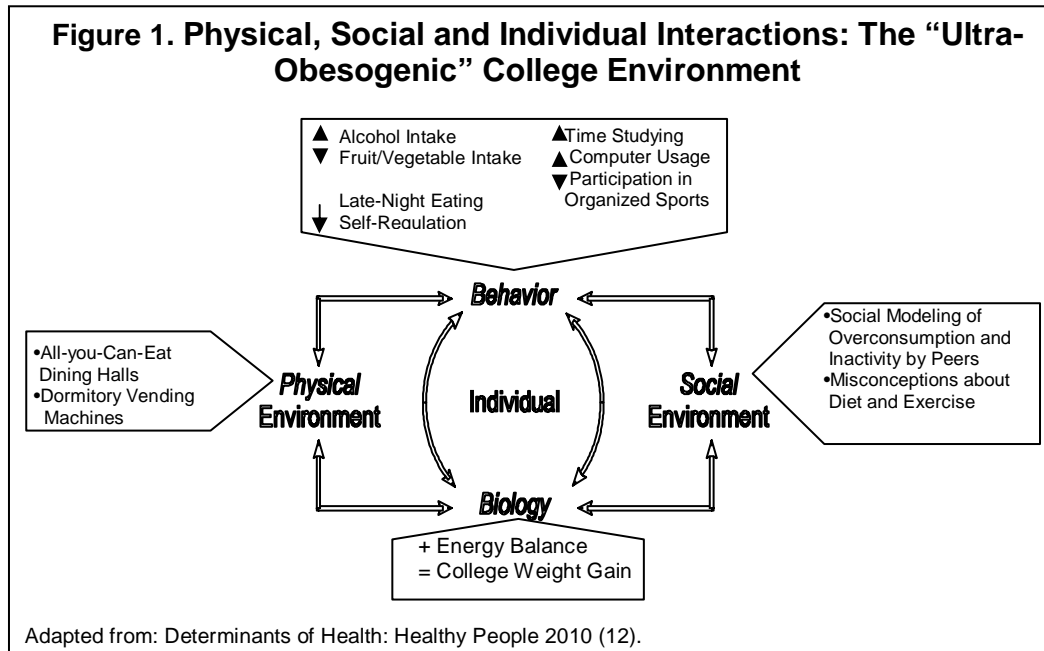 Figure 1. Physical, Social and Individual Interactions: The “Ultra-
Obesogenic” College Environment
▲ Alcohol Intake
▼ Fruit/Vegetable Intake
Late-Night Eating
Self-Regulation
▲Time Studying
▲ Computer Usage
▼ Participation in
Organized Sports
Behavior
•All-you-Can-Eat
Dining Halls
•Dormitory Vending
Machines
Physical
Environment
Individual
Social
Environment
•Social Modeling of
Overconsumption and
Inactivity by Peers
•Misconceptions about
Diet and Exercise
Biology
+ Energy Balance
= College Weight Gain
Adapted from: Determinants of Health: Healthy People 2010 (12).